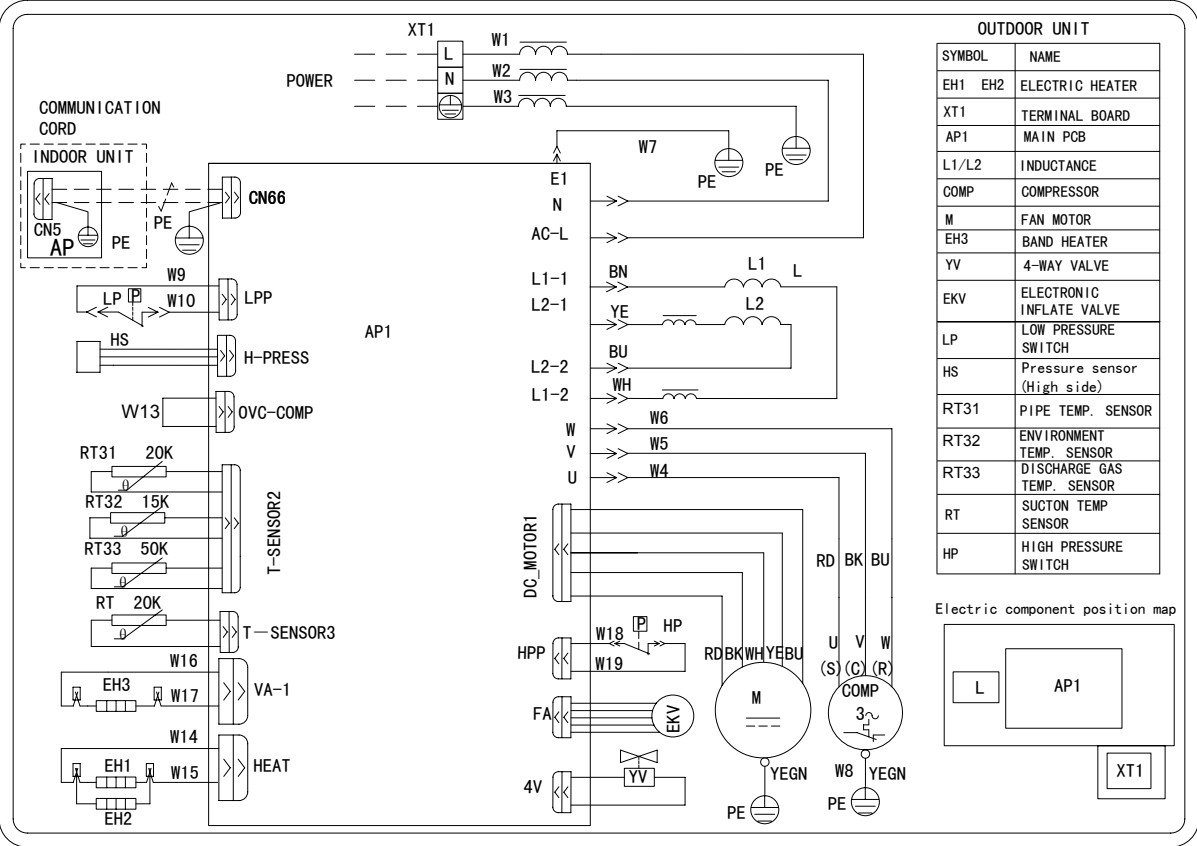 XT1
L
N
POWER
W1
W2
W3
COMMUNICATION
CORD
INDOOR UNIT
CN5
AP
PE
PE
CN66
W7
PE
PE
W9
LP
P
W10
LPP
HS
H-PRESS
W13
OVC-COMP
RT31 20K
θ
RT32 15K
θ
RT33 50K
θ
T-SENSOR2
RT 20K
θ
T-SENSOR3
W16
EH3
W17
VA-1
W14
EH1
W15
EH2
HEAT
AP1
E1
N
AC-L
L1-1
L2-1
L2-2
L1-2
W
V
U
BN
YE
BU
WH
L1
L
L2
W6
W5
W4
DC_MOTOR1
RD BK WH YE BU
M
YEGN
PE
RD BK BU
U V W
(S) (C) (R)
COMP
3~
W8
YEGN
PE
HPP
W18
P
HP
W19
FA
EKV
4V
YV
OUTDOOR UNIT
SYMBOL NAME
EH1 EH2 ELECTRIC HEATER
XT1 TERMINAL BOARD
AP1 MAIN PCB
L1/L2 INDUCTANCE
COMP COMPRESSOR
M FAN MOTOR
EH3 BAND HEATER
YV 4-WAY VALVE
EKV ELECTRONIC
INFLATE VALVE
LP LOW PRESSURE
SWITCH
HS Pressure sensor
(High side)
RT31 PIPE TEMP. SENSOR
RT32 ENVIRONMENT
TEMP. SENSOR
RT33 DISCHARGE GAS
TEMP. SENSOR
RT SUCTON TEMP
SENSOR
HP HIGH PRESSURE
SWITCH
Electric component position map
L
AP1
XT1